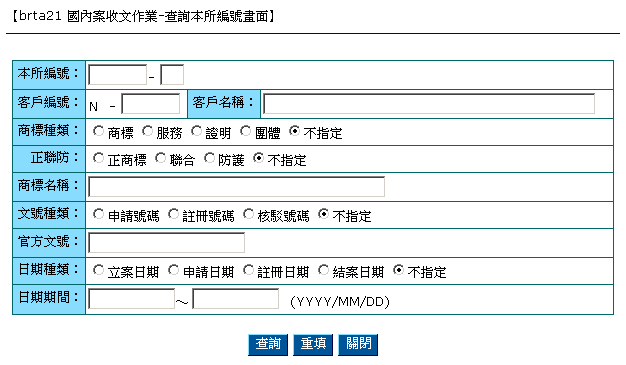 【brta21 國內案收文作業-查詢本所編號畫面】
本所編號： -
客戶編號： N - 客戶名稱：
商標種類： 商標 服務 證明 團體 不指定
正聯防： 正商標 聯合 防護 不指定
商標名稱：
文號種類： 申請號碼 註冊號碼 核駁號碼 不指定
官方文號：
日期種類： 立案日期 申請日期 註冊日期 結案日期 不指定
日期期間： ～ (YYYY/MM/DD)
查詢 重填 關閉